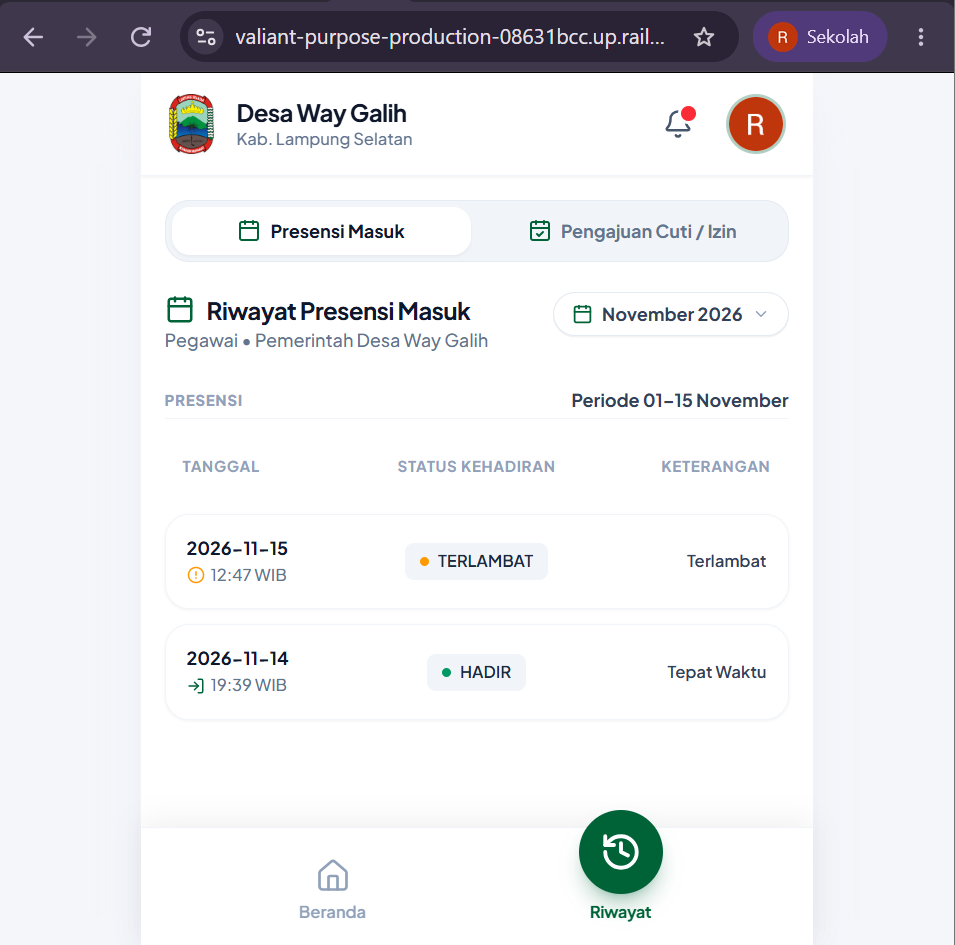 valiant-purpose-production-08631bcc.up.rail...
R
Sekolah
Desa Way Galih
Kab. Lampung Selatan
R
Presensi Masuk
Pengajuan Cuti / Izin
Riwayat Presensi Masuk
November 2026
Pegawai • Pemerintah Desa Way Galih
PRESENSI
Periode 01–15 November
TANGGAL
STATUS KEHADIRAN
KETERANGAN
2026-11-15
12:47 WIB
TERLAMBAT
Terlambat
2026-11-14
19:39 WIB
HADIR
Tepat Waktu
Beranda
Riwayat